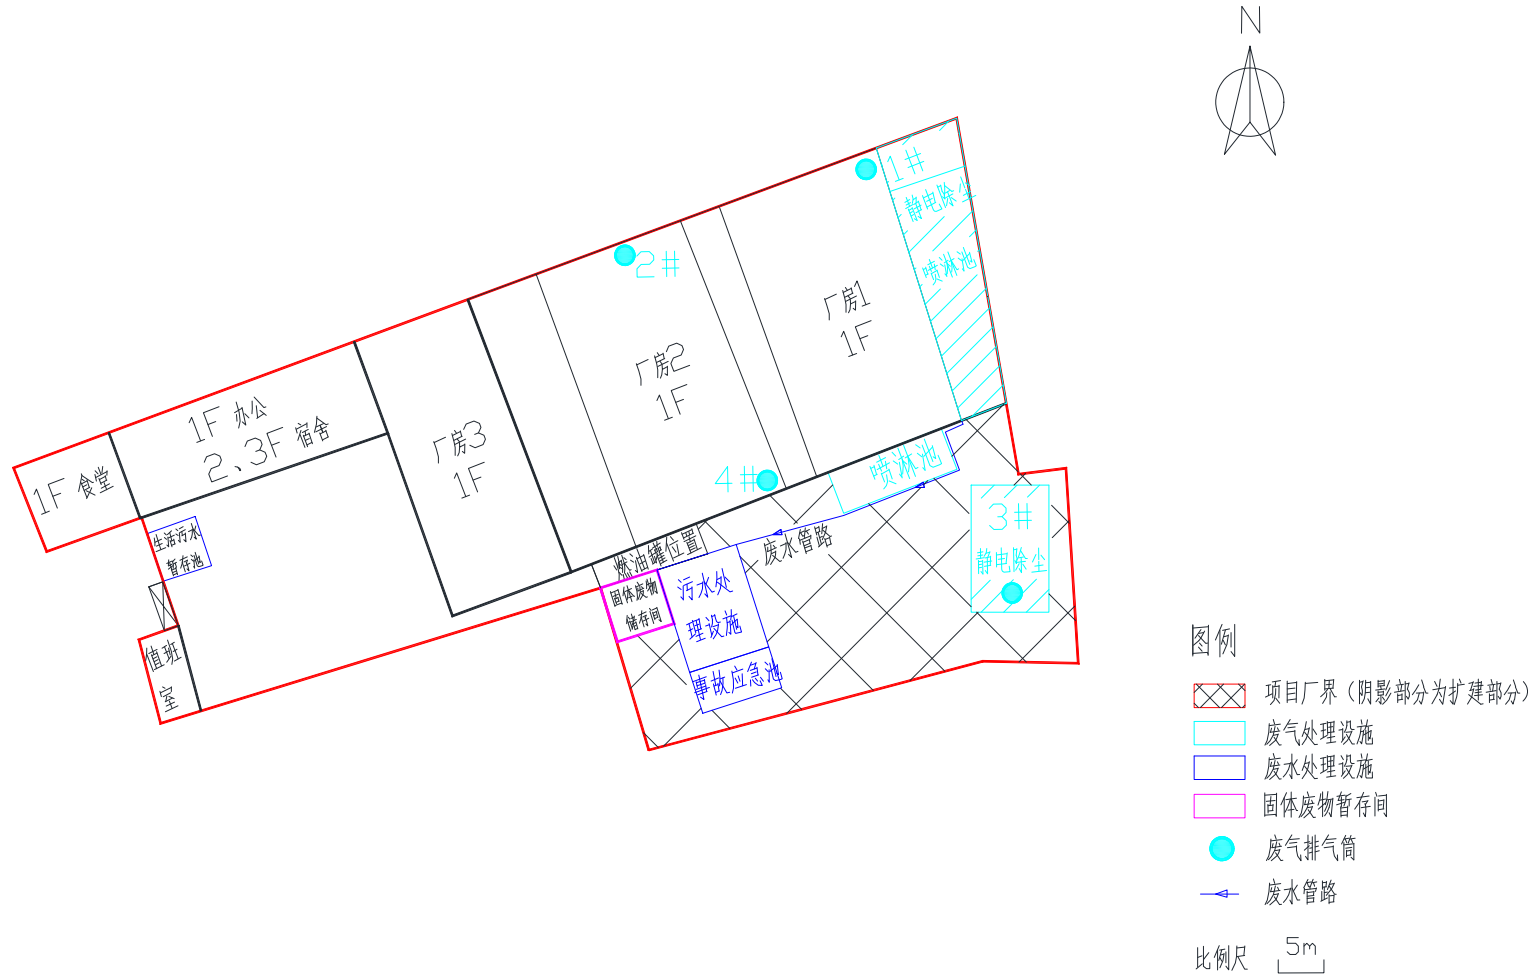 N
1#
静电除尘
喷淋池
2#
厂房1
1F
厂房2
1F
1F 办公
2、3F 宿舍
厂房3
1F
1F 食堂
4#
喷淋池
3#
静电除尘
生活污水
暂存池
燃油罐位置
废水管路
固体废物
储存间
污水处
理设施
事故应急池
值班
室
图例
项目厂界（阴影部分为扩建部分）
废气处理设施
废水处理设施
固体废物暂存间
废气排气筒
废水管路
比例尺 5m